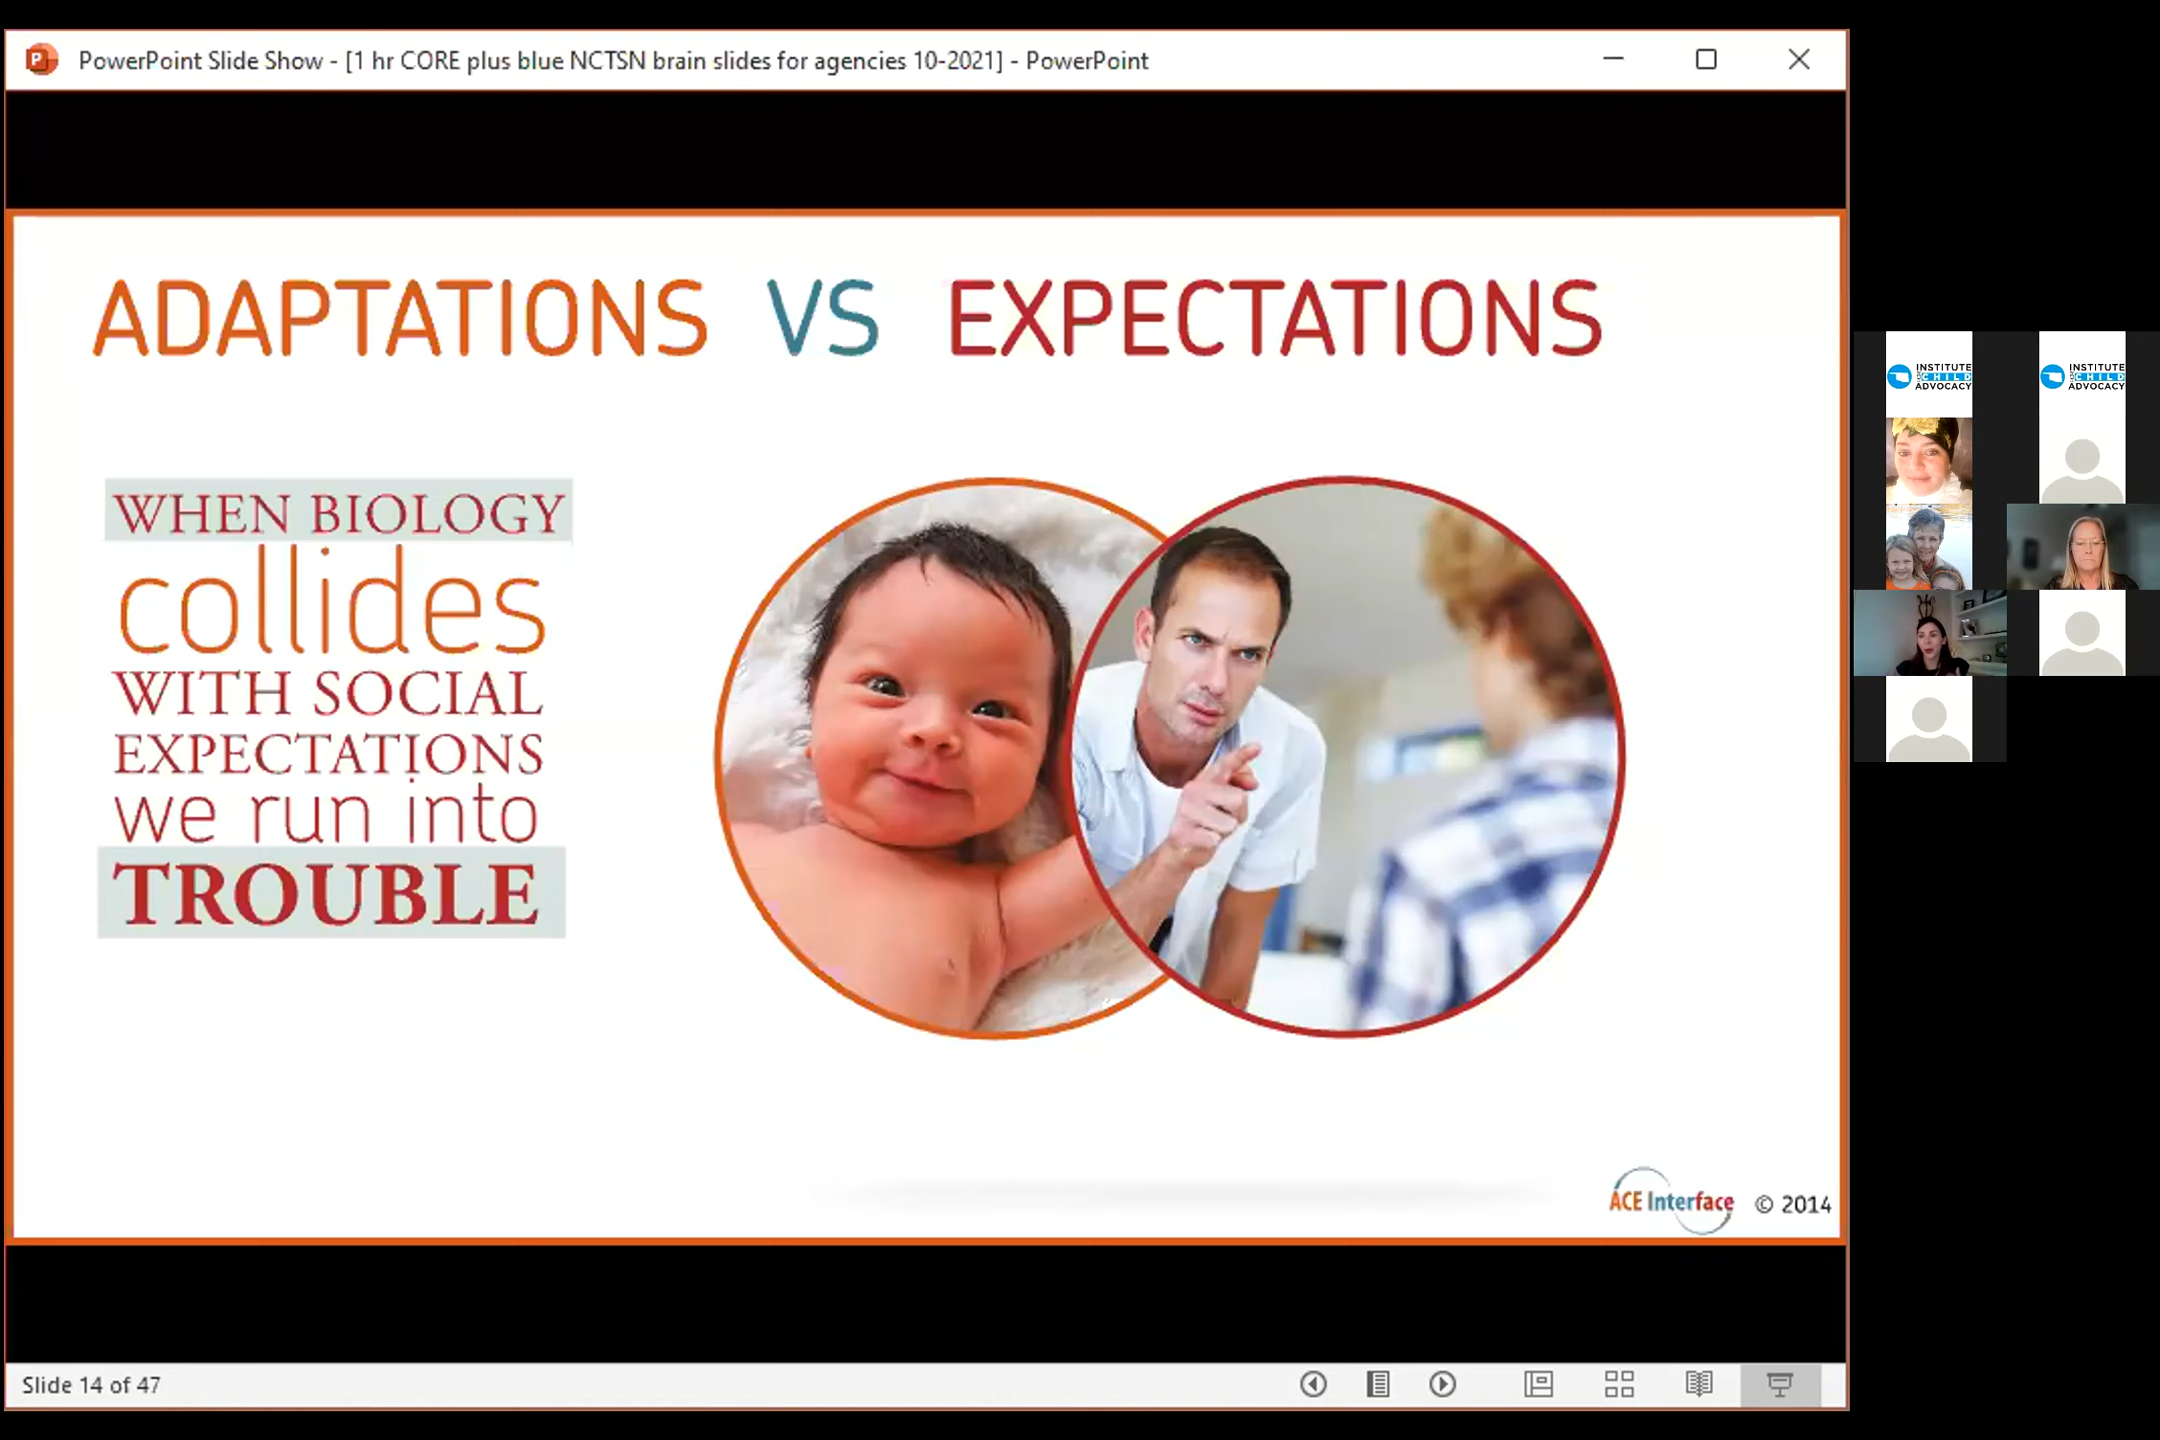 PowerPoint Slide Show - [1 hr CORE plus blue NCTSN brain slides for agencies 10-2021] - PowerPoint
ADAPTATIONS VS EXPECTATIONS
WHEN BIOLOGY
collides
WITH SOCIAL
EXPECTATIONS
we run into
TROUBLE
ACE Interface © 2014
Slide 14 of 47
INSTITUTE
CHILD
ADVOCACY
INSTITUTE
CHILD
ADVOCACY